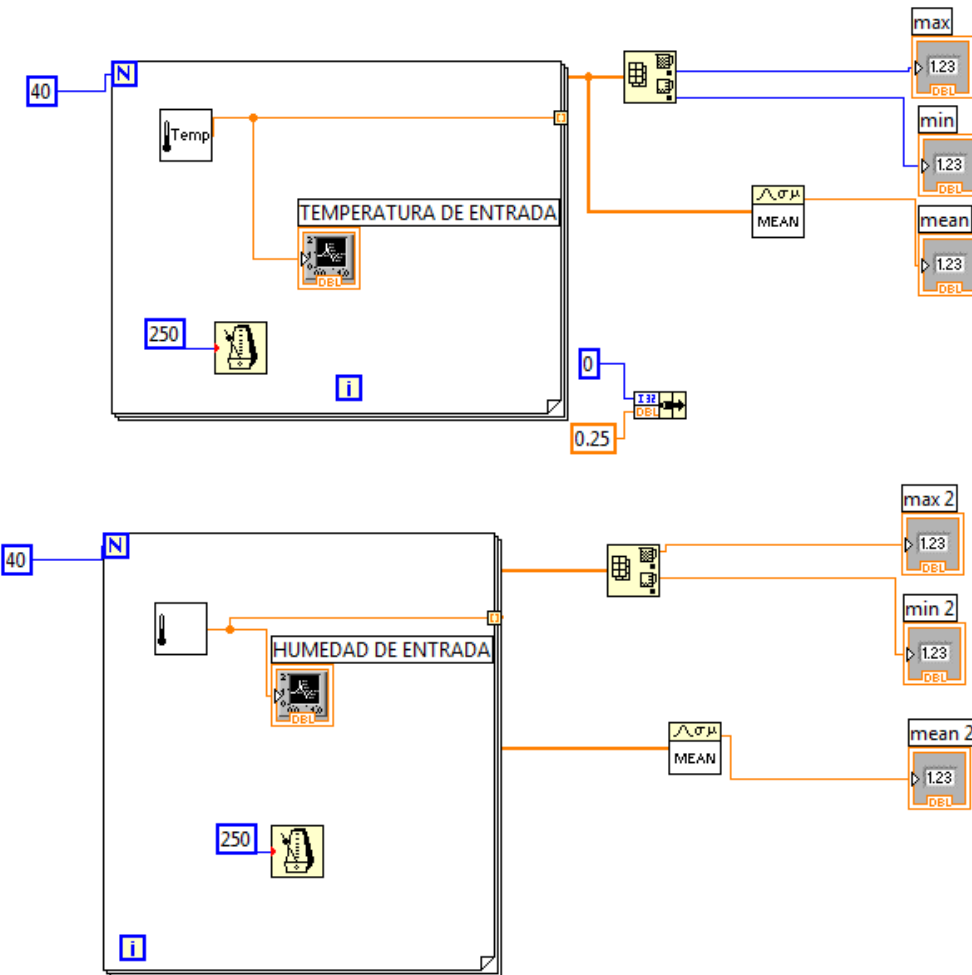 max
40
N
1.23
DBL
Temp
min
1.23
DBL
TEMPERATURA DE ENTRADA
MEAN
mean
DBL
1.23
DBL
250
i
0
I32
DBL
0.25
max 2
1.23
DBL
40
N
min 2
1.23
DBL
HUMEDAD DE ENTRADA
DBL
MEAN
mean 2
1.23
DBL
250
i